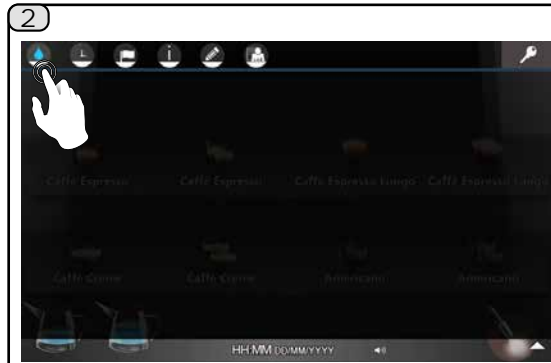 2
Caffè Espresso Caffè Espresso Caffè Espresso Lungo Caffè Espresso Lungo
Caffè Crème Caffè Crème Americano Americano
HH:MM DD/MM/YYYY